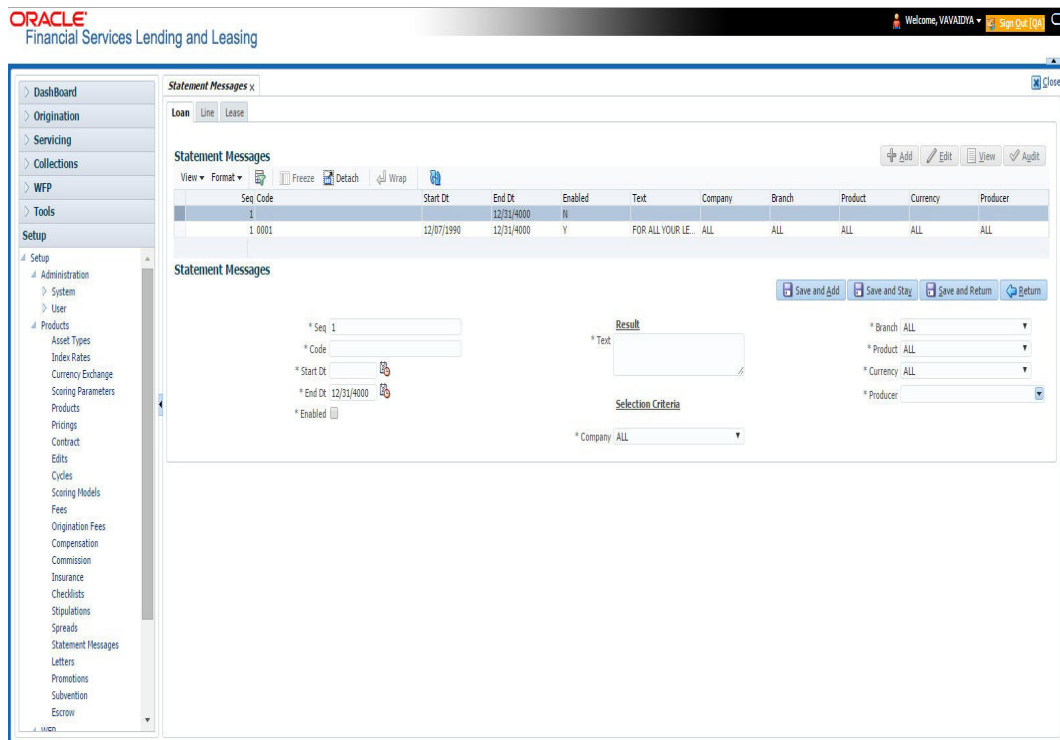 ORACLE
Financial Services Lending and Leasing
Welcome, VAVAIDYA
Sign Out [QA]
DashBoard
Origination
Servicing
Collections
WFP
Tools
Setup
Setup
Administration
System
User
Products
Asset Types
Index Rates
Currency Exchange
Scoring Parameters
Products
Pricings
Contract
Edits
Cycles
Scoring Models
Fees
Origination Fees
Compensation
Commission
Insurance
Checklists
Stipulations
Spreads
Statement Messages
Letters
Promotions
Subvention
Escrow
WFP
Statement Messages x
Close
Loan Line Lease
Statement Messages
Add Edit View Audit
View Format Freeze Detach Wrap
Seq Code Start Dt End Dt Enabled Text Company Branch Product Currency Producer
1 12/31/4000 N
1 0001 12/07/1990 12/31/4000 Y FOR ALL YOUR LE... ALL ALL ALL ALL ALL
Statement Messages
Save and Add Save and Stay Save and Return Return
* Seq 1
* Code
* Start Dt
* End Dt 12/31/4000
* Enabled
Result
* Text
Selection Criteria
* Company ALL
* Branch ALL
* Product ALL
* Currency ALL
* Producer